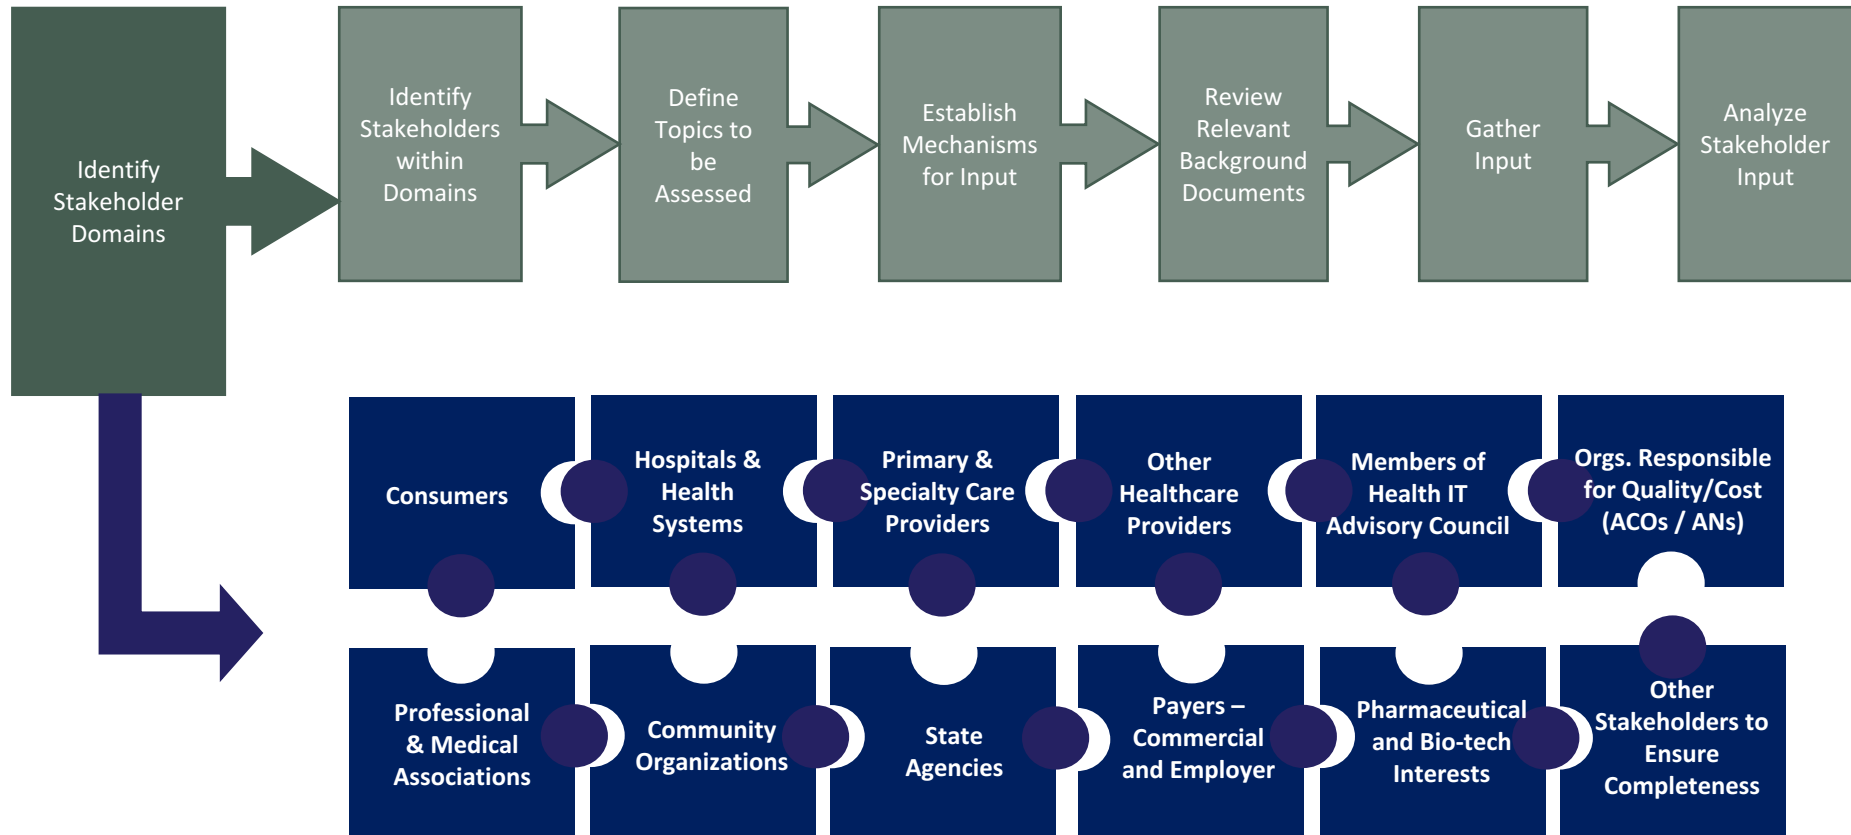 Identify
Stakeholder
Domains
Identify
Stakeholders
within
Domains
Define
Topics to
be
Assessed
Establish
Mechanisms
for Input
Review
Relevant
Background
Documents
Gather
Input
Analyze
Stakeholder
Input
Consumers
Hospitals &
Health
Systems
Primary &
Specialty Care
Providers
Other
Healthcare
Providers
Members of
Health IT
Advisory Council
Orgs. Responsible
for Quality/Cost
(ACOs / ANs)
Professional
& Medical
Associations
Community
Organizations
State
Agencies
Payers –
Commercial
and Employer
Pharmaceutical
and Bio-tech
Interests
Other
Stakeholders to
Ensure
Completeness